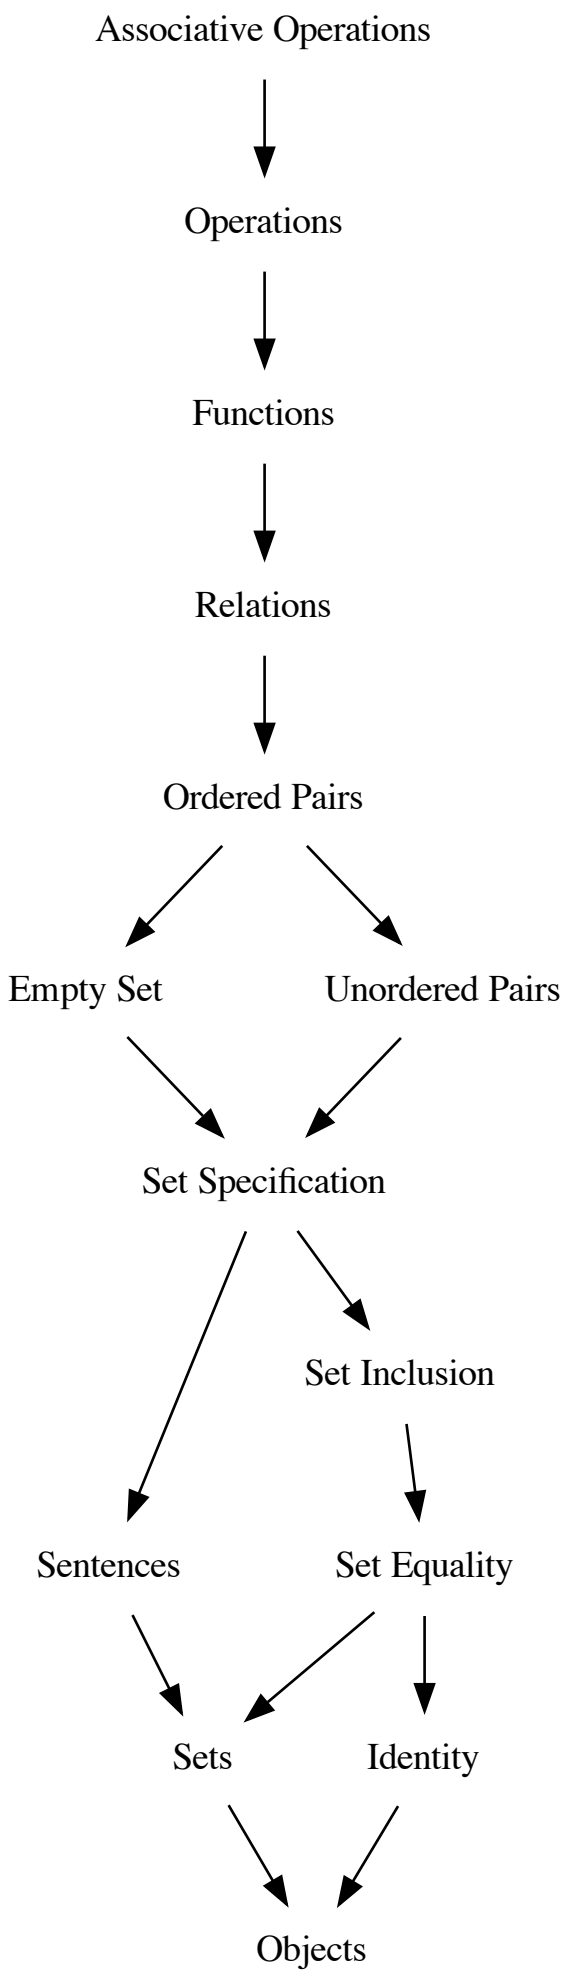 Associative Operations
Operations
Functions
Relations
Ordered Pairs
Empty Set
Unordered Pairs
Set Specification
Set Inclusion
Sentences
Set Equality
Sets
Identity
Objects